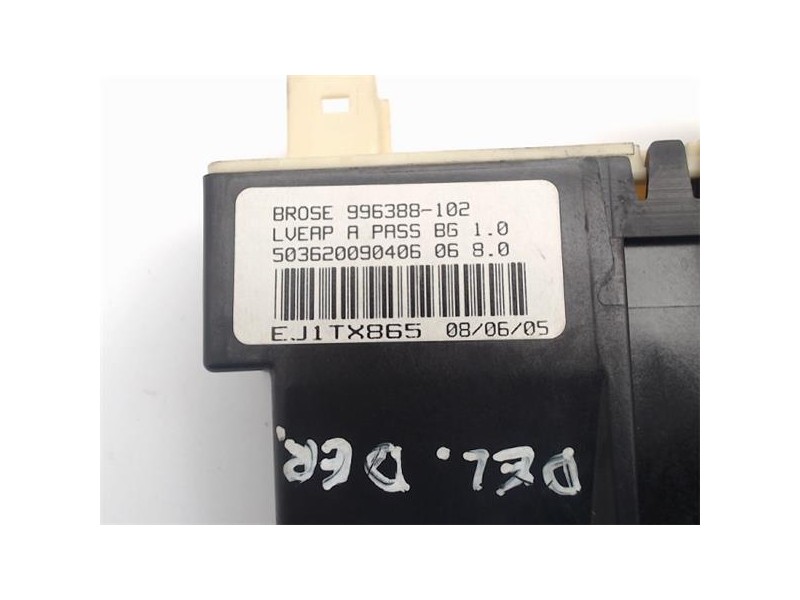 BROSE 996388-102
LVEAP A PASS BG 1.0
503620090406 06 8.0
EJ1TX865 08/06/05
DEL. DER.